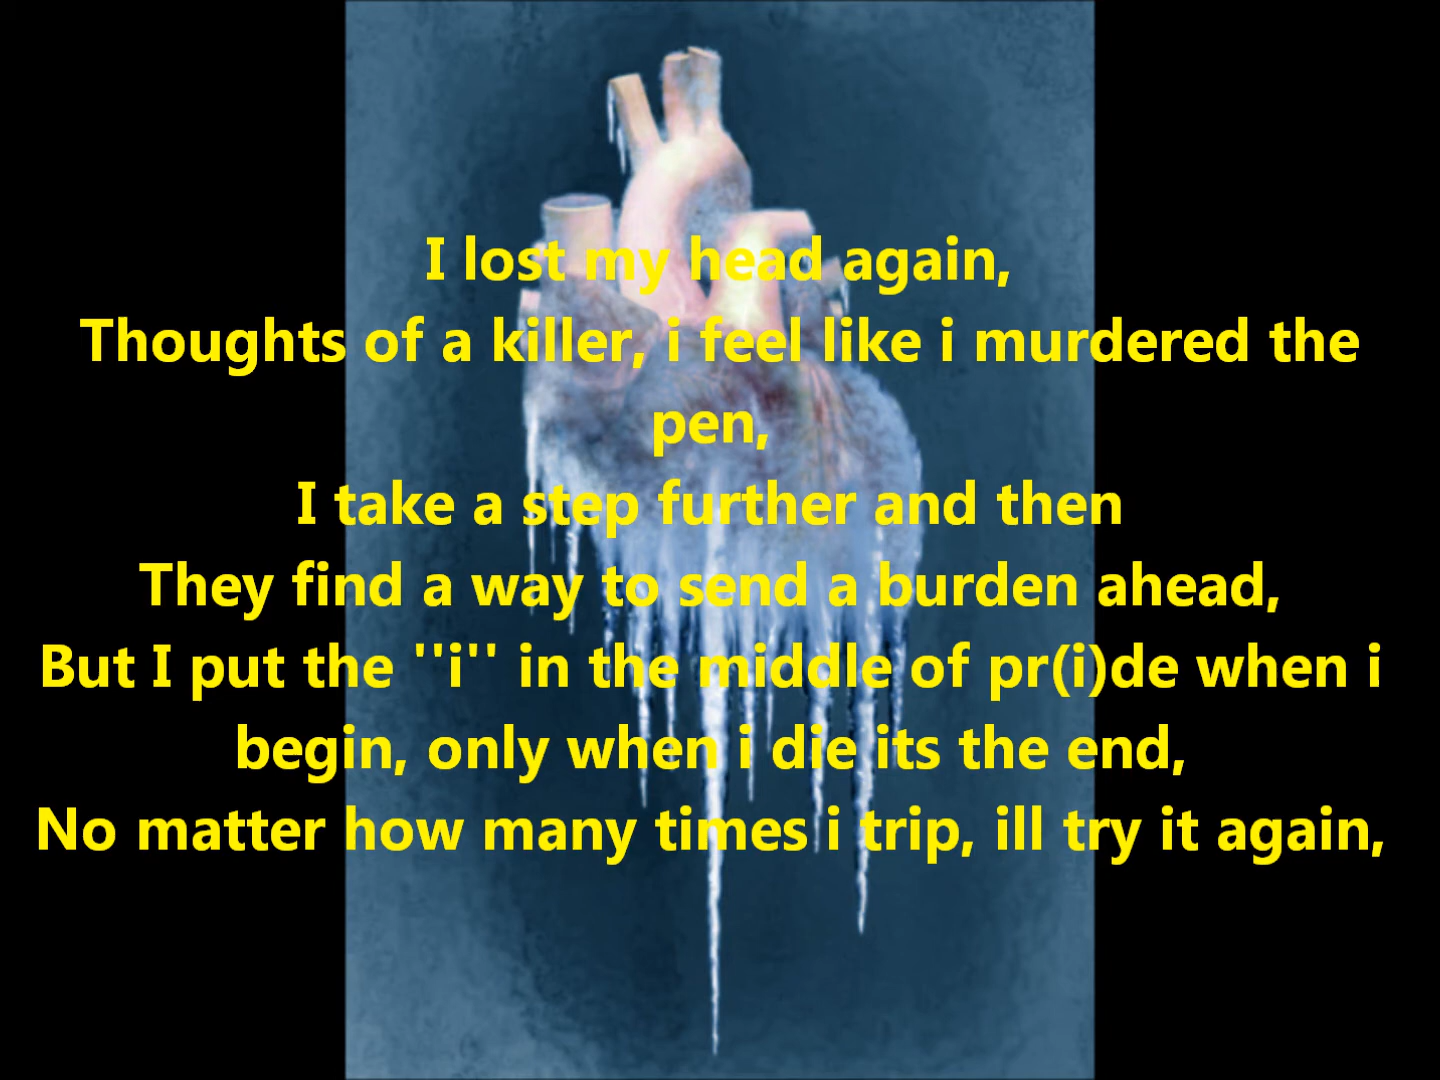 I lost my head again,
Thoughts of a killer, i feel like i murdered the
pen,
I take a step further and then
They find a way to send a burden ahead,
But I put the ''i'' in the middle of pr(i)de when i
begin, only when i die its the end,
No matter how many times i trip, ill try it again,